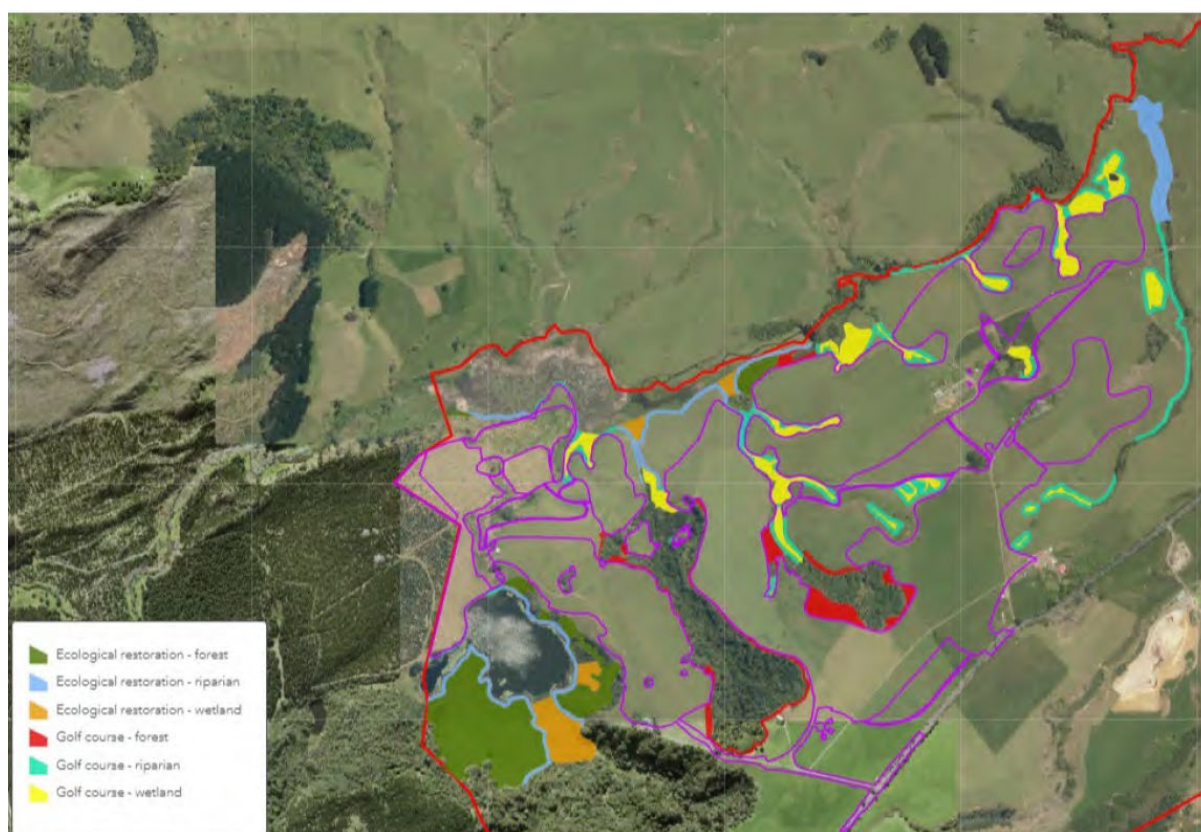 Ecological restoration - forest
Ecological restoration - riparian
Ecological restoration - wetland
Golf course - forest
Golf course - riparian
Golf course - wetland